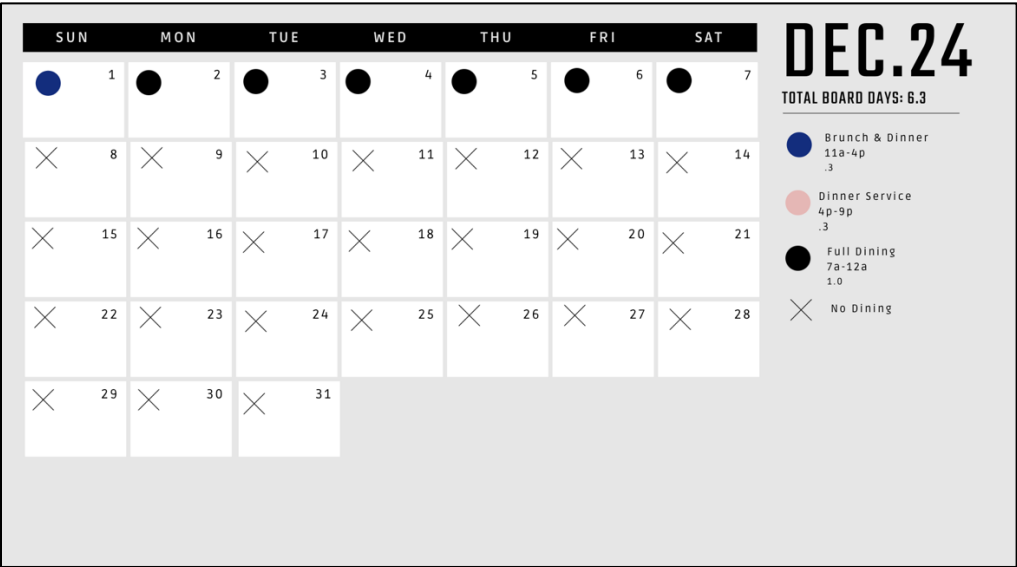 SUN MON TUE WED THU FRI SAT
1 2 3 4 5 6 7
8 9 10 11 12 13 14
15 16 17 18 19 20 21
22 23 24 25 26 27 28
29 30 31
DEC.24
TOTAL BOARD DAYS: 6.3
Brunch & Dinner
11a-4p
.3
Dinner Service
4p-9p
.3
Full Dining
7a-12a
1.0
No Dining